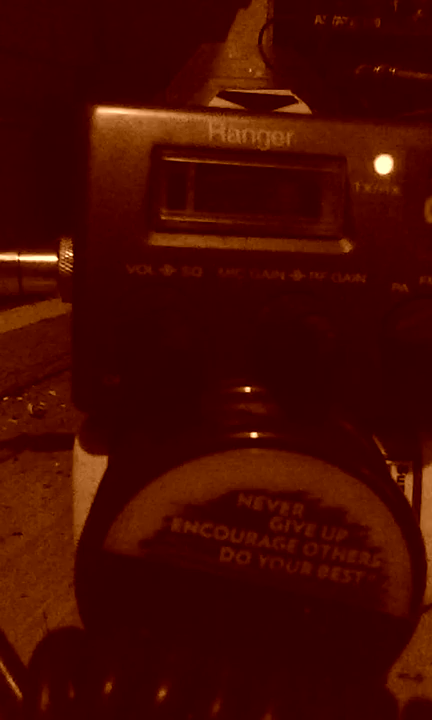 Ranger
TX/RX
VOL SQ MIC GAIN RF GAIN
PA
NEVER
GIVE UP
ENCOURAGE OTHERS
DO YOUR BEST"